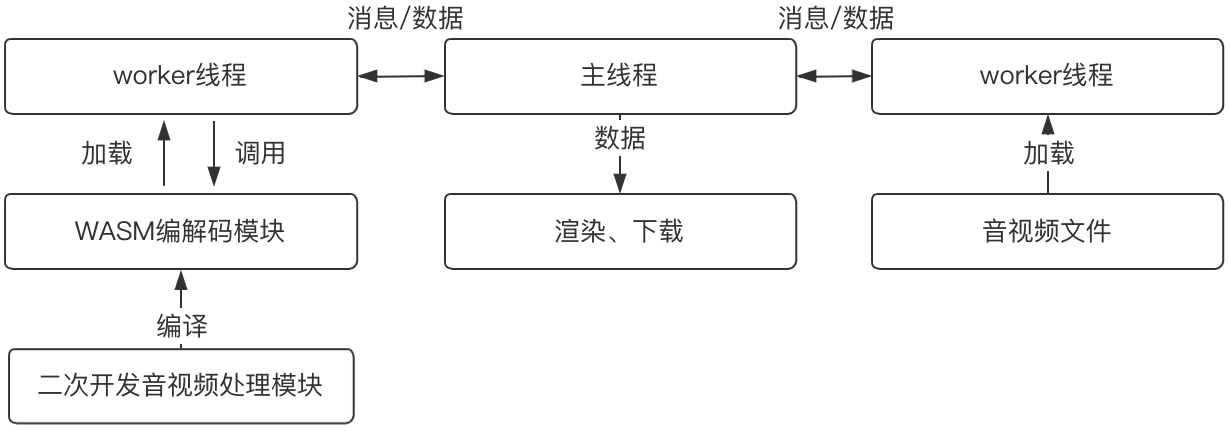 消息/数据
消息/数据
worker线程
主线程
worker线程
加载
调用
数据
加载
WASM编解码模块
渲染、下载
音视频文件
编译
二次开发音视频处理模块